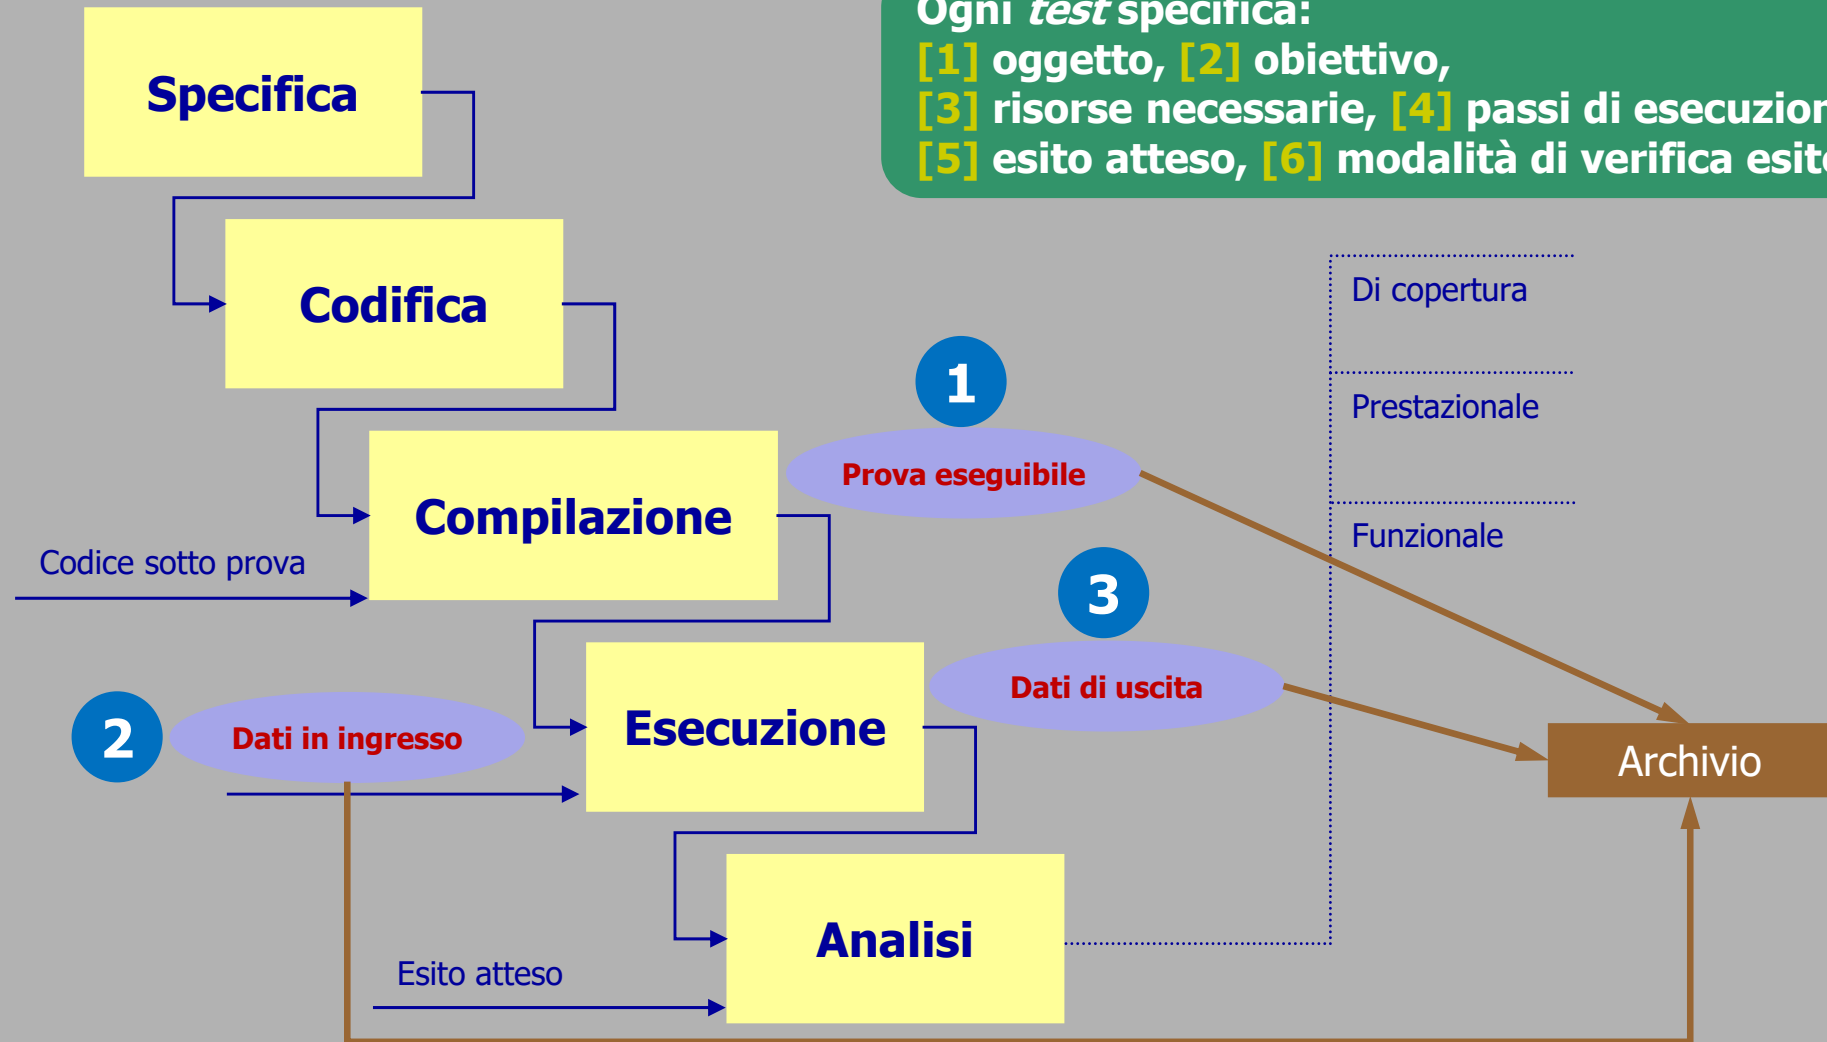 Ogni test specifica:
[1] oggetto, [2] obiettivo,
[3] risorse necessarie, [4] passi di
[5] esito atteso, [6] modalità di verifica
Specifica
Codifica
Compilazione
Codice sotto prova
1
Prova eseguibile
Di copertura
Prestazionale
Funzionale
3
Dati di uscita
2
Dati in ingresso
Esecuzione
Archivio
Analisi
Esito atteso